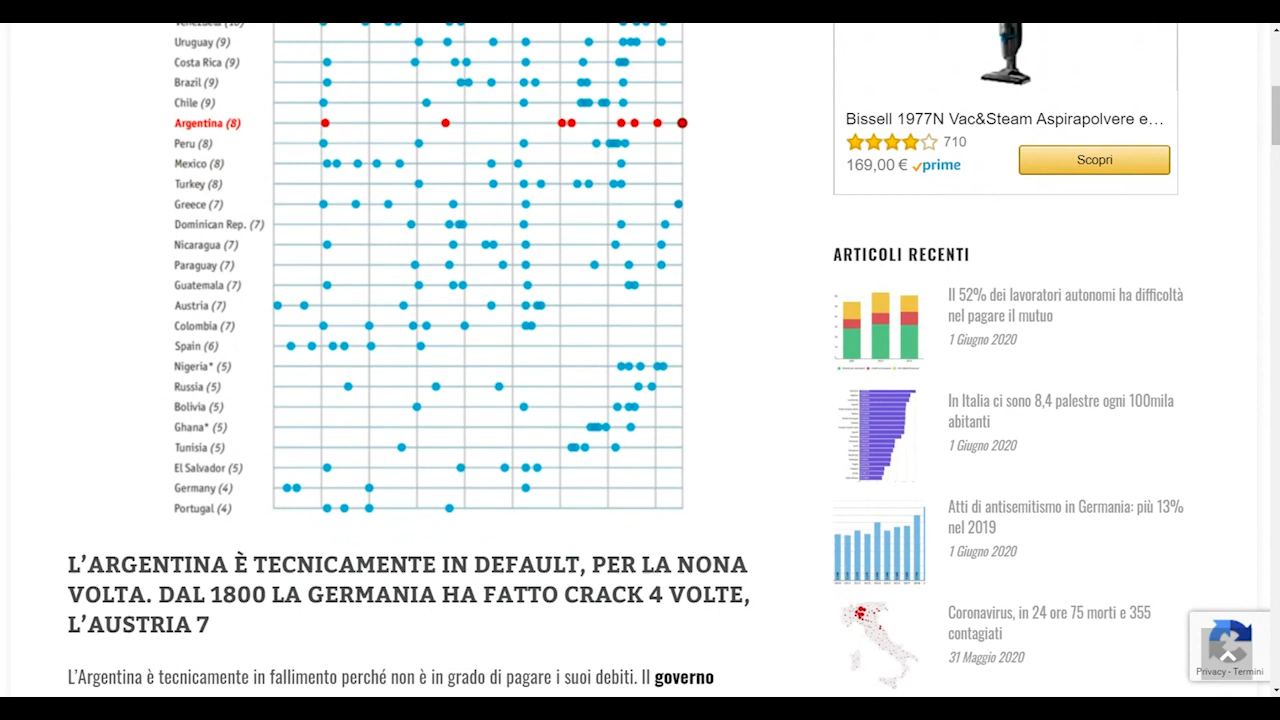 Venezuela (10)
Uruguay (9)
Costa Rica (9)
Brazil (9)
Chile (9)
Argentina (8)
Peru (8)
Mexico (8)
Turkey (8)
Greece (7)
Dominican Rep. (7)
Nicaragua (7)
Paraguay (7)
Guatemala (7)
Austria (7)
Colombia (7)
Spain (6)
Nigeria* (5)
Russia (5)
Bolivia (5)
Ghana* (5)
Tunisia (5)
El Salvador (5)
Germany (4)
Portugal (4)
L’ARGENTINA È TECNICAMENTE IN DEFAULT, PER LA NONA
VOLTA. DAL 1800 LA GERMANIA HA FATTO CRACK 4 VOLTE,
L’AUSTRIA 7
L’Argentina è tecnicamente in fallimento perché non è in grado di pagare i suoi debiti. Il governo
Bissell 1977N Vac&Steam Aspirapolvere e…
710
169,00 € prime
Scopri
ARTICOLI RECENTI
Il 52% dei lavoratori autonomi ha difficoltà
nel pagare il mutuo
1 Giugno 2020
In Italia ci sono 8,4 palestre ogni 100mila
abitanti
1 Giugno 2020
Atti di antisemitismo in Germania: più 13%
nel 2019
1 Giugno 2020
Coronavirus, in 24 ore 75 morti e 355
contagiati
31 Maggio 2020
Privacy - Termini